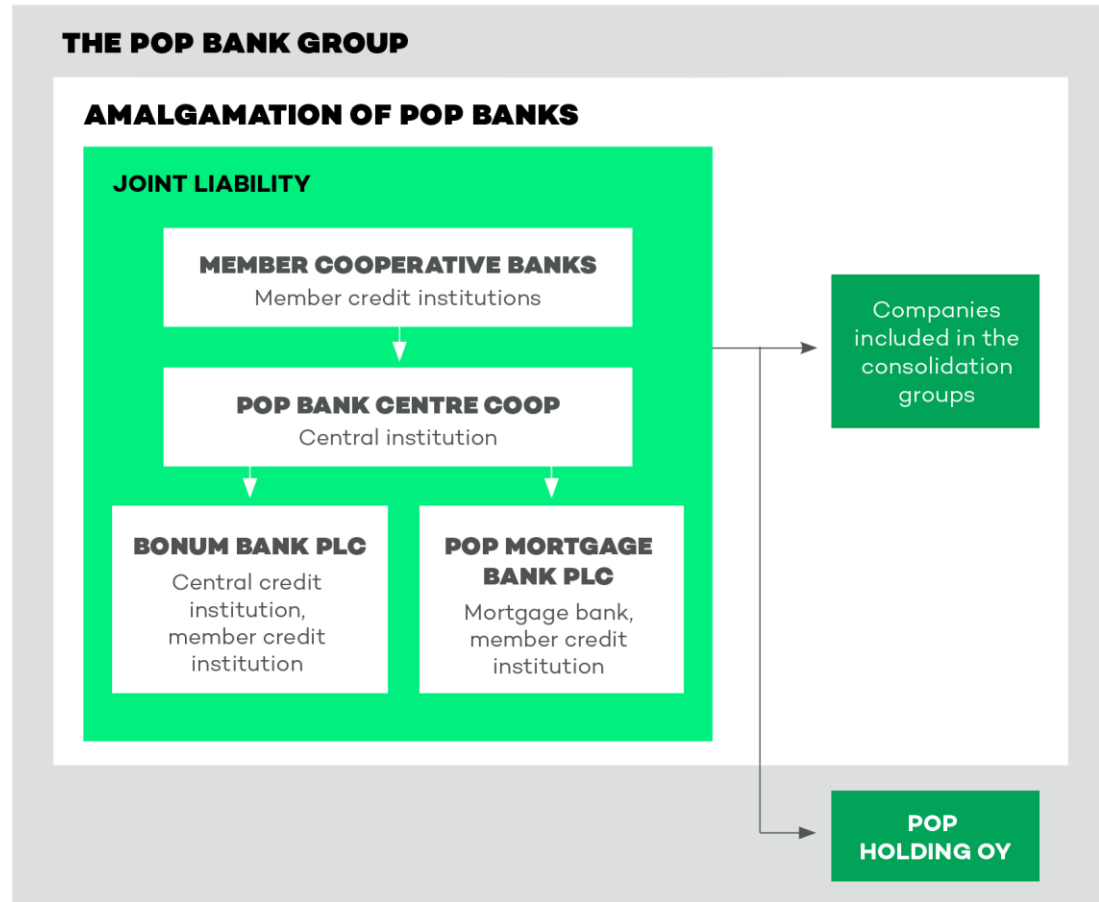 THE POP BANK GROUP
AMALGAMATION OF POP BANKS
JOINT LIABILITY
MEMBER COOPERATIVE BANKS
Member credit institutions
POP BANK CENTRE COOP
Central institution
BONUM BANK PLC
Central credit
institution,
member credit
institution
POP MORTGAGE
BANK PLC
Mortgage bank,
member credit
institution
Companies
included in the
consolidation
groups
POP
HOLDING OY